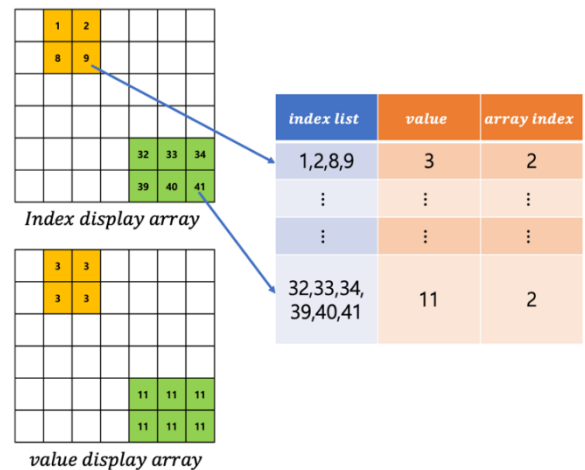 1 2
8 9
32 33 34
39 40 41
Index display array
3 3
3 3
11 11 11
11 11 11
value display array
index list value array index
1,2,8,9 3 2
⋮ ⋮ ⋮
⋮ ⋮ ⋮
32,33,34,
39,40,41 11 2